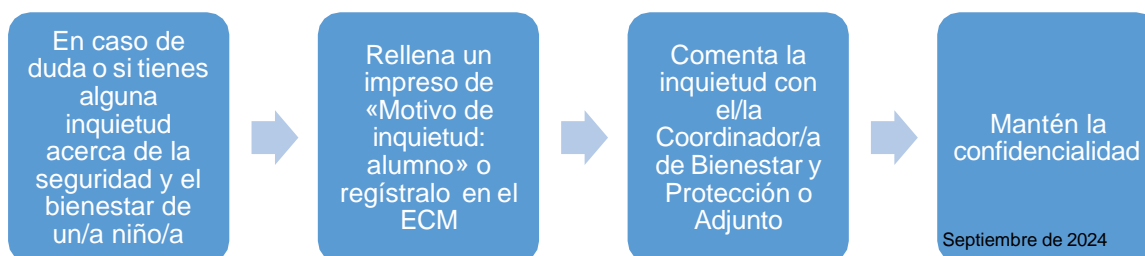 En caso de
duda o si tienes
alguna
inquietud
acerca de la
seguridad y el
bienestar de
un/a niño/a
Rellena un
impreso de
«Motivo de
inquietud:
alumno» o
regístralo en el
ECM
Comenta la
inquietud con
el/la
Coordinador/a
de Bienestar y
Protección o
Adjunto
Mantén la
confidencialidad
Septiembre de 2024